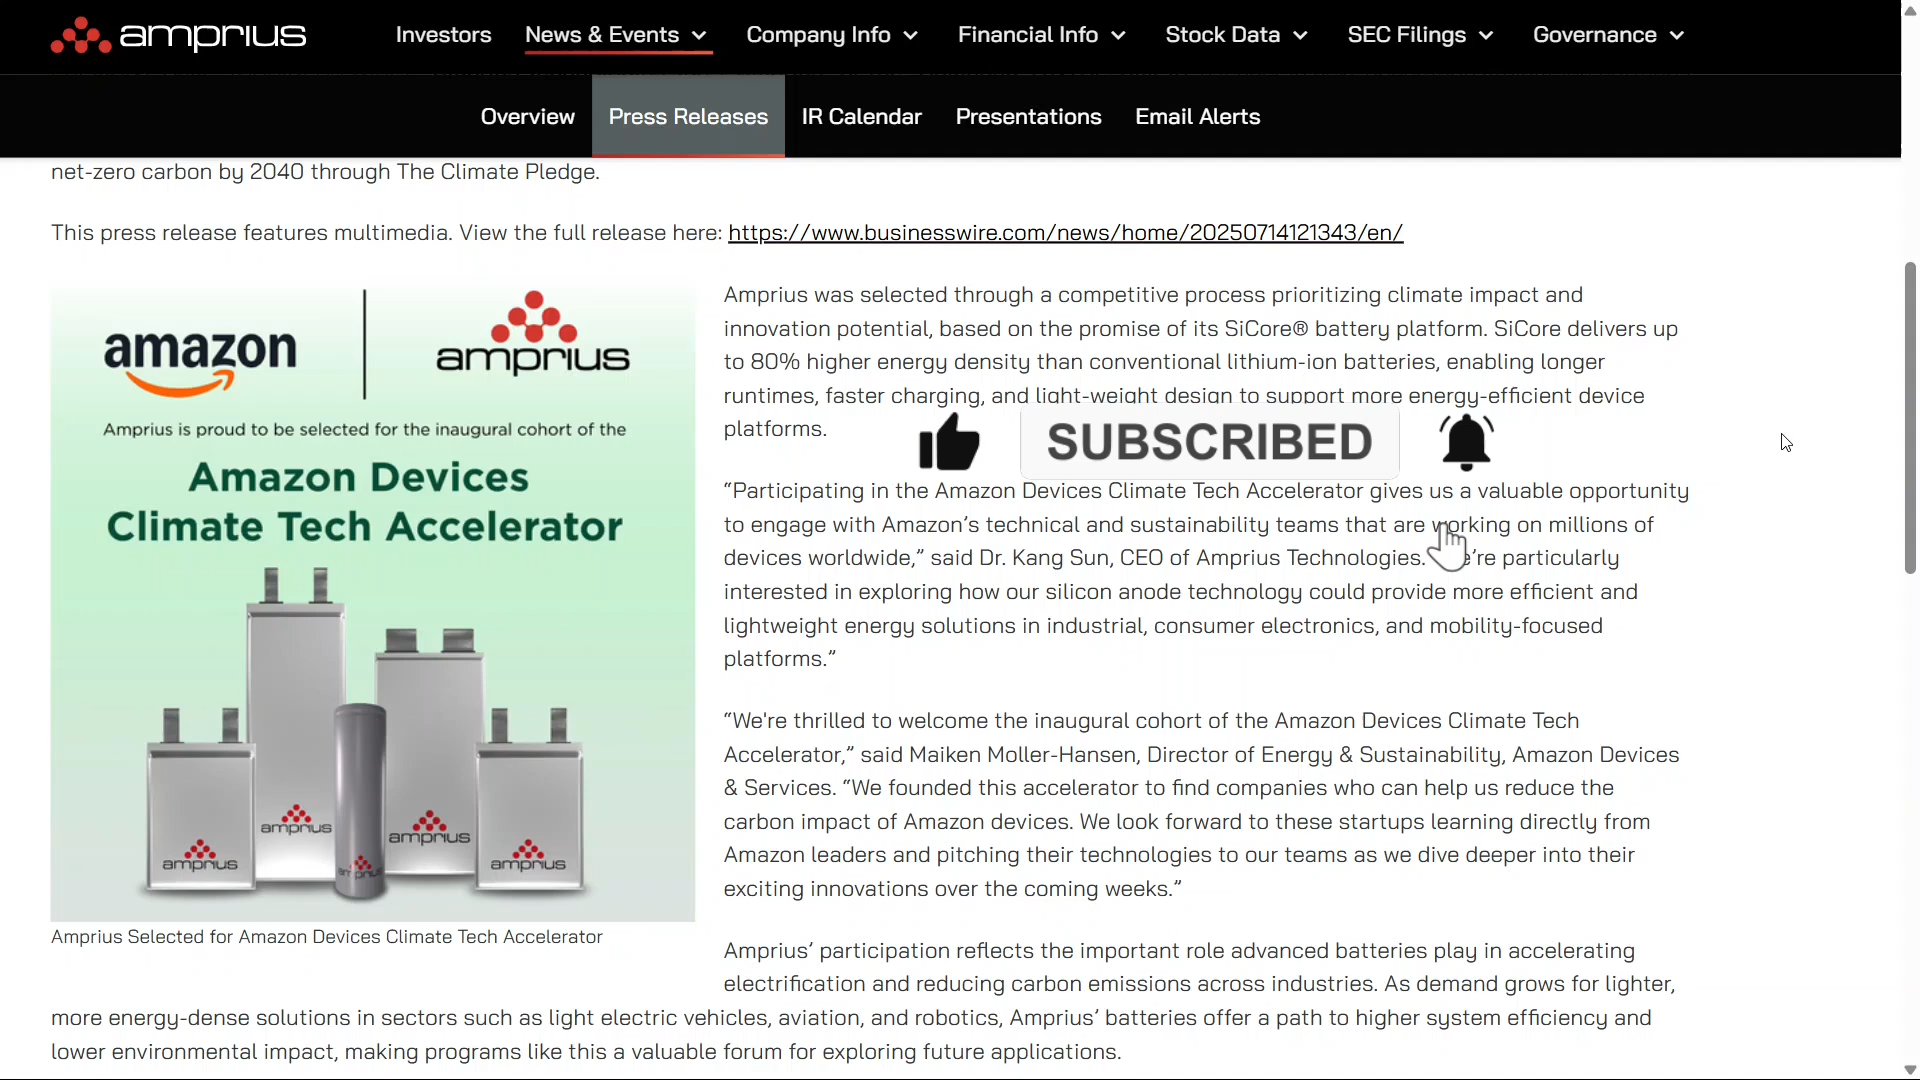 amprius
Investors
News & Events
Company Info
Financial Info
Stock Data
SEC Filings
Governance
Overview
Press Releases
IR Calendar
Presentations
Email Alerts
net-zero carbon by 2040 through The Climate Pledge.
This press release features multimedia. View the full release here: https://www.businesswire.com/news/home/20250714121343/en/
amazon
amprius
Amprius is proud to be selected for the inaugural cohort of the
Amazon Devices
Climate Tech Accelerator
amprius
amprius
amprius
amprius
amprius
Amprius Selected for Amazon Devices Climate Tech Accelerator
Amprius was selected through a competitive process prioritizing climate impact and
innovation potential, based on the promise of its SiCore® battery platform. SiCore delivers up
to 80% higher energy density than conventional lithium-ion batteries, enabling longer
runtimes, faster charging, and light-weight design to support more energy-efficient device
platforms.
SUBSCRIBED
“Participating in the Amazon Devices Climate Tech Accelerator gives us a valuable opportunity
to engage with Amazon’s technical and sustainability teams that are working on millions of
devices worldwide,” said Dr. Kang Sun, CEO of Amprius Technologies. ’re particularly
interested in exploring how our silicon anode technology could provide more efficient and
lightweight energy solutions in industrial, consumer electronics, and mobility-focused
platforms.”
“We're thrilled to welcome the inaugural cohort of the Amazon Devices Climate Tech
Accelerator,” said Maiken Moller-Hansen, Director of Energy & Sustainability, Amazon Devices
& Services. “We founded this accelerator to find companies who can help us reduce the
carbon impact of Amazon devices. We look forward to these startups learning directly from
Amazon leaders and pitching their technologies to our teams as we dive deeper into their
exciting innovations over the coming weeks.”
Amprius’ participation reflects the important role advanced batteries play in accelerating
electrification and reducing carbon emissions across industries. As demand grows for lighter,
more energy-dense solutions in sectors such as light electric vehicles, aviation, and robotics, Amprius’ batteries offer a path to higher system efficiency and
lower environmental impact, making programs like this a valuable forum for exploring future applications.